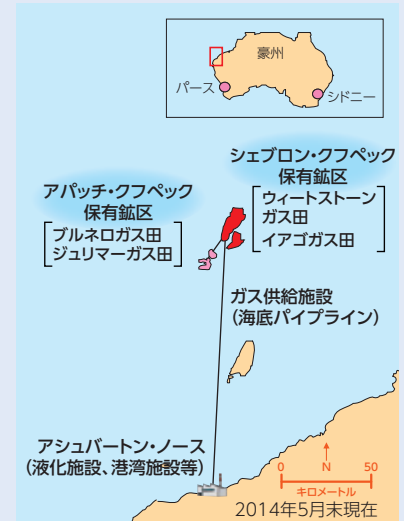 豪州
パース
シドニー
シェブロン・クフペック
保有鉱区
ウィートストーン
ガス田
イアゴガス田
アパッチ・クフペック
保有鉱区
ブルネロガス田
ジュリマーガス田
ガス供給施設
（海底パイプライン）
アシュバートン・ノース
（液化施設、港湾施設等）
0 N 50
キロメートル
2014年5月末現在